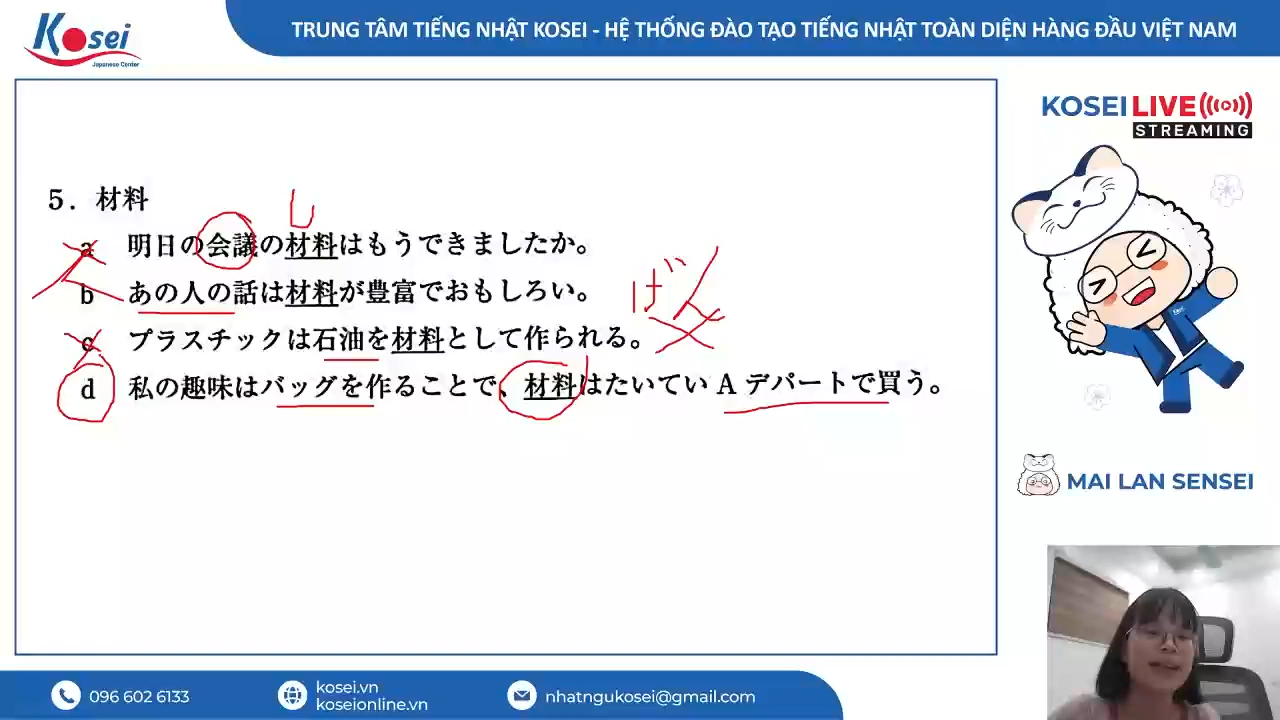 Kosei
Japanese Center
TRUNG TÂM TIẾNG NHẬT KOSEI - HỆ THỐNG ĐÀO TẠO TIẾNG NHẬT TOÀN DIỆN HÀNG ĐẦU VIỆT NAM
KOSEI LIVE
STREAMING
5. 材料
a 明日の会議の材料はもうできましたか。
b あの人の話は材料が豊富でおもしろい。
c プラスチックは石油を材料として作られる。
d 私の趣味はバッグを作ることで、材料はたいていAデパートで買う。
し
げ
MAI LAN SENSEI
096 602 6133
kosei.vn
koseionline.vn
nhatngukosei@gmail.com